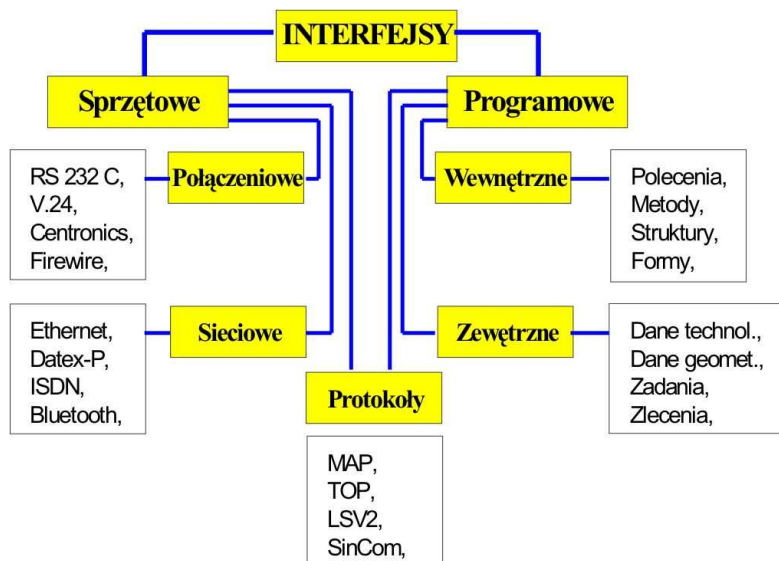 INTERFEJSY
Sprzętowe
Programowe
Połączeniowe
RS 232 C,
V.24,
Centronics,
Firewire,
Wewnętrzne
Polecenia,
Metody,
Struktury,
Formy,
Sieciowe
Ethernet,
Datex-P,
ISDN,
Bluetooth,
Zewętrzne
Dane technol.,
Dane geomet.,
Zadania,
Zlecenia,
Protokoły
MAP,
TOP,
LSV2,
SinCom,